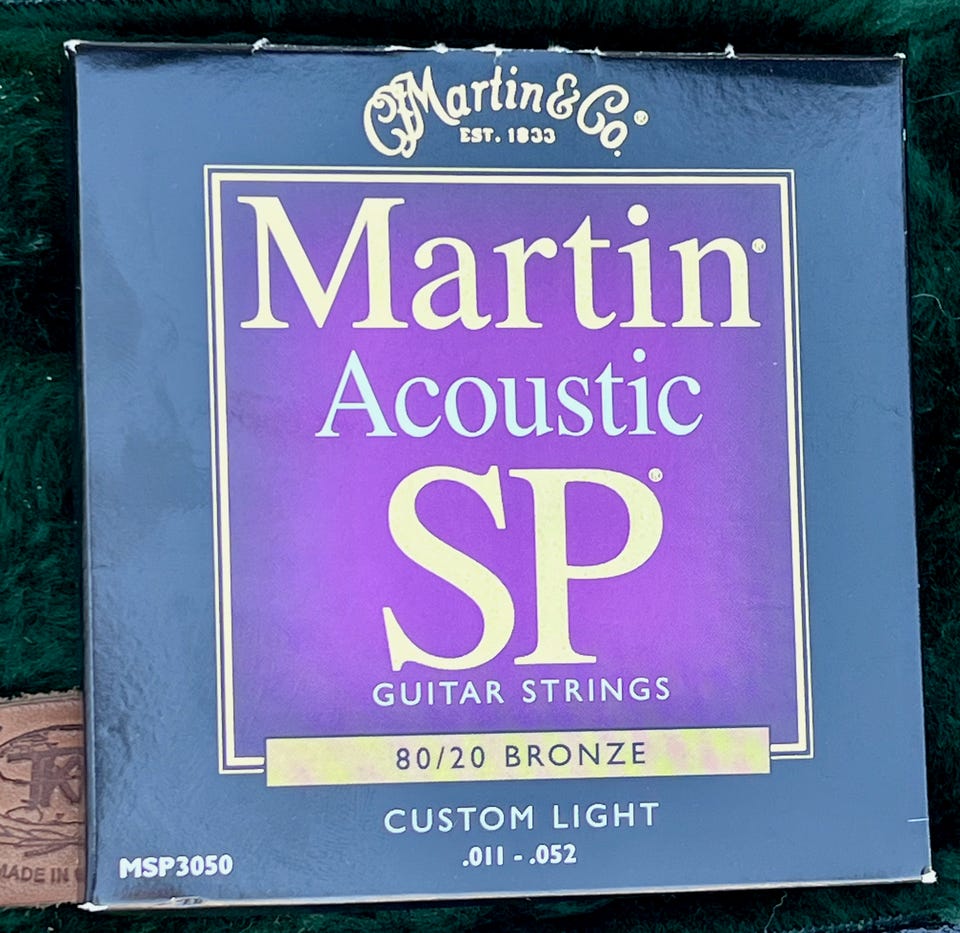 CFMartin & Co.®
EST. 1833
Martin®
Acoustic
SP®
GUITAR STRINGS
80/20 BRONZE
CUSTOM LIGHT
.011 - .052
MSP3050
MADE IN